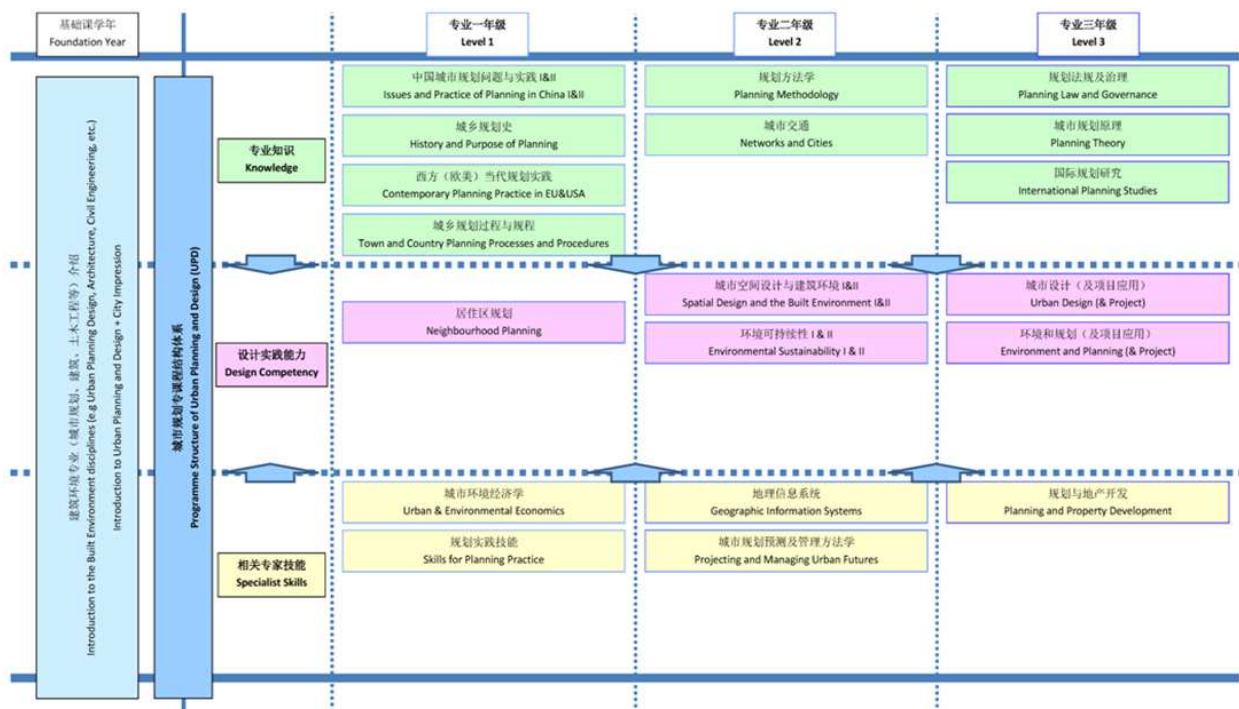 基础课学年
Foundation Year
专业一年级
Level 1
专业二年级
Level 2
专业三年级
Level 3
建筑环境专业（城市规划、建筑、土木工程等）介绍
Introduction to the Built Environment disciplines (e.g Urban Planning Design, Architecture, Civil Engineering, etc.)
Introduction to Urban Planning and Design + City Impression
城市规划专课程结构体系
Programme Structure of Urban Planning and Design (UPD)
专业知识
Knowledge
中国城市规划问题与实践 I&II
Issues and Practice of Planning in China I&II
城乡规划史
History and Purpose of Planning
西方（欧美）当代规划实践
Contemporary Planning Practice in EU&USA
城乡规划过程与规程
Town and Country Planning Processes and Procedures
规划方法学
Planning Methodology
城市交通
Networks and Cities
规划法规及治理
Planning Law and Governance
城市规划原理
Planning Theory
国际规划研究
International Planning Studies
设计实践能力
Design Competency
居住区规划
Neighbourhood Planning
城市空间设计与建筑环境 I&II
Spatial Design and the Built Environment I&II
环境可持续性 I & II
Environmental Sustainability I & II
城市设计（及项目应用）
Urban Design (& Project)
环境和规划（及项目应用）
Environment and Planning (& Project)
相关专家技能
Specialist Skills
城市环境经济学
Urban & Environmental Economics
规划实践技能
Skills for Planning Practice
地理信息系统
Geographic Information Systems
城市规划预测及管理方法学
Projecting and Managing Urban Futures
规划与地产开发
Planning and Property Development